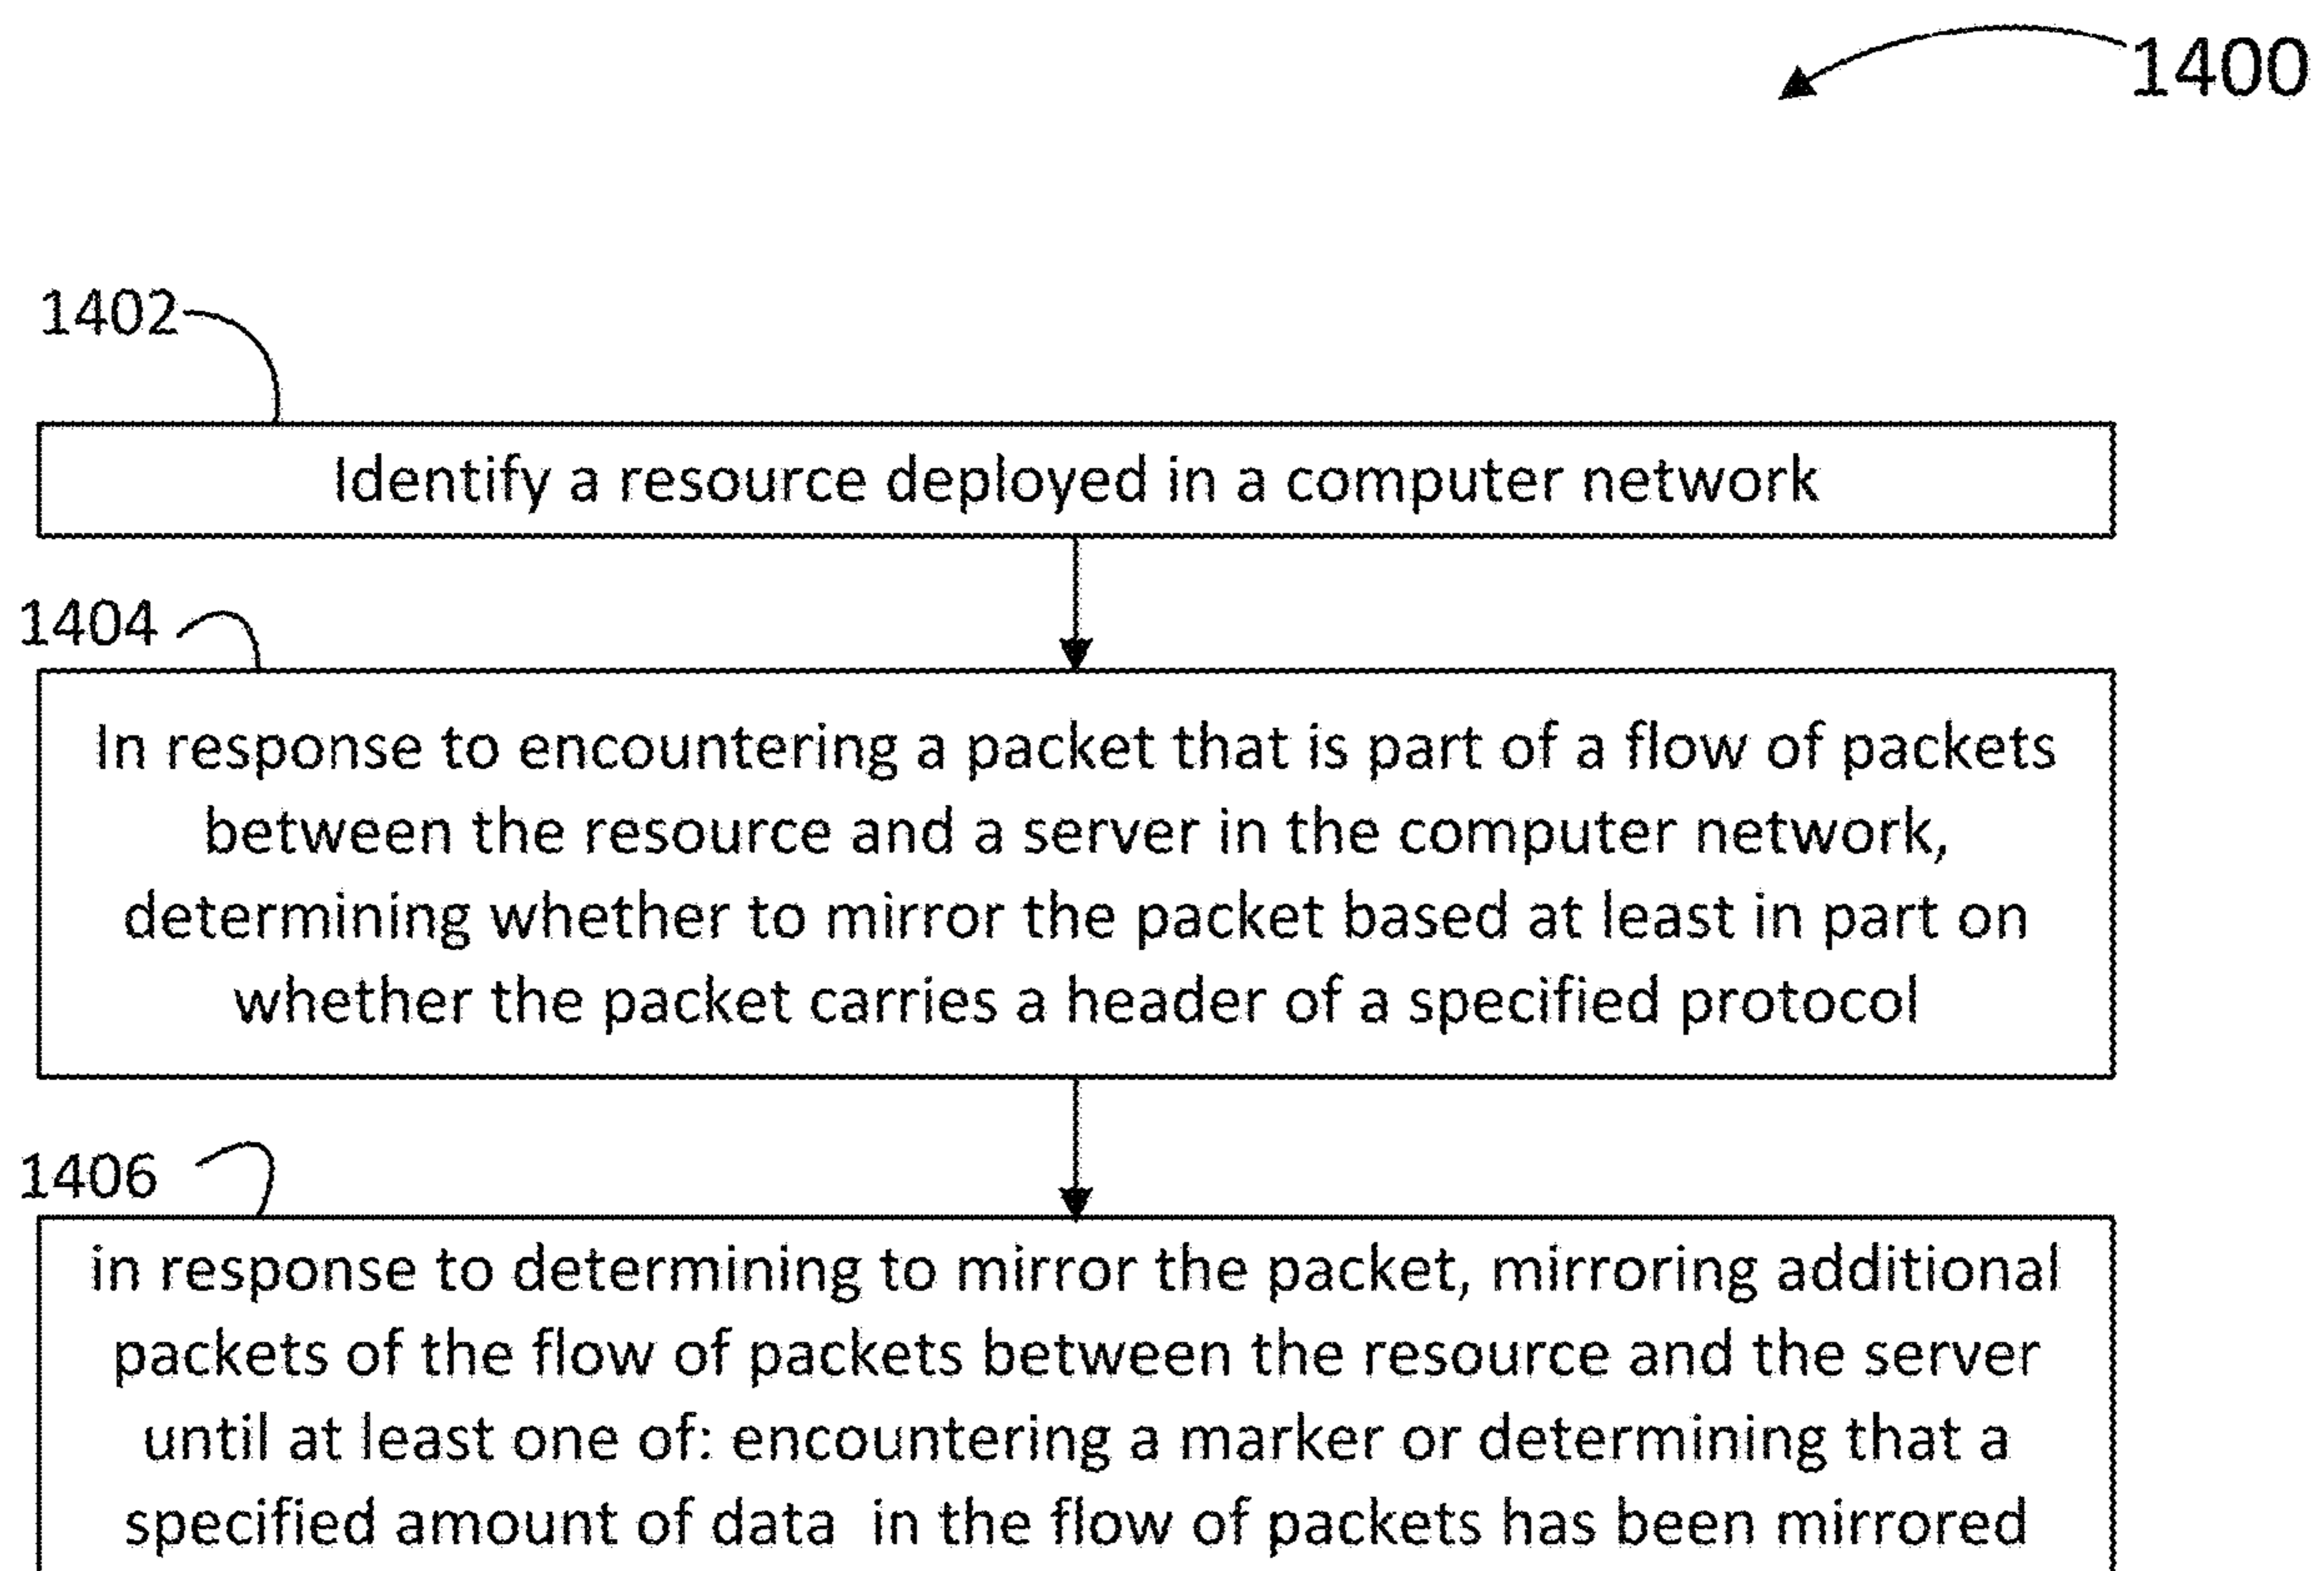 1400
1402
Identify a resource deployed in a computer network
1404
In response to encountering a packet that is part of a flow of packets
between the resource and a server in the computer network,
determining whether to mirror the packet based at least in part on
whether the packet carries a header of a specified protocol
1406
in response to determining to mirror the packet, mirroring additional
packets of the flow of packets between the resource and the server
until at least one of: encountering a marker or determining that a
specified amount of data in the flow of packets has been mirrored